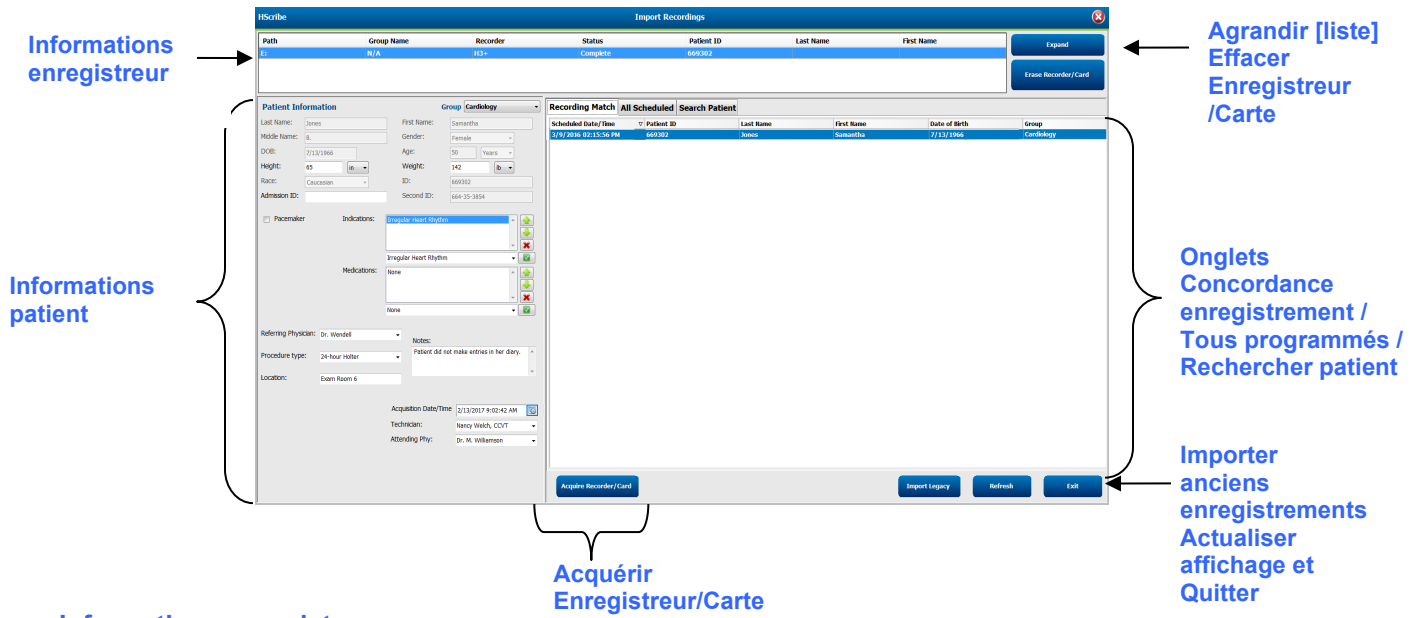 HScribe Import Recordings
Informations
enregistreur
Path Group Name Recorder Status Patient ID Last Name First Name
E: N/A H3+ Complete 669302
Expand
Erase Recorder/Card
Agrandir [liste]
Effacer
Enregistreur
/Carte
Informations
patient
Patient Information Group Cardiology
Last Name: Jones First Name: Samantha
Middle Name: B. Gender: Female
DOB: 7/13/1966 Age: 50 Years
Height: 65 in Weight: 142 lb
Race: Caucasian ID: 669302
Admission ID: Second ID: 664-35-3854
Pacemaker Indications: Irregular Heart Rhythm
Irregular Heart Rhythm
Medications: None
None
Referring Physician: Dr. Wendell Notes:
Procedure type: 24-hour Holter Patient did not make entries in her diary.
Location: Exam Room 6
Acquisition Date/Time 2/13/2017 9:02:42 AM
Technician: Nancy Welch, CCVT
Attending Phy: Dr. M. Williamson
Recording Match All Scheduled Search Patient
Scheduled Date/Time Patient ID Last Name First Name Date of Birth Group
3/9/2016 02:15:56 PM 669302 Jones Samantha 7/13/1966 Cardiology
Onglets
Concordance
enregistrement /
Tous programmés /
Rechercher patient
Acquire Recorder/Card Import Legacy Refresh Exit
Importer
anciens
enregistrements
Actualiser
affichage et
Quitter
Acquérir
Enregistreur/Carte